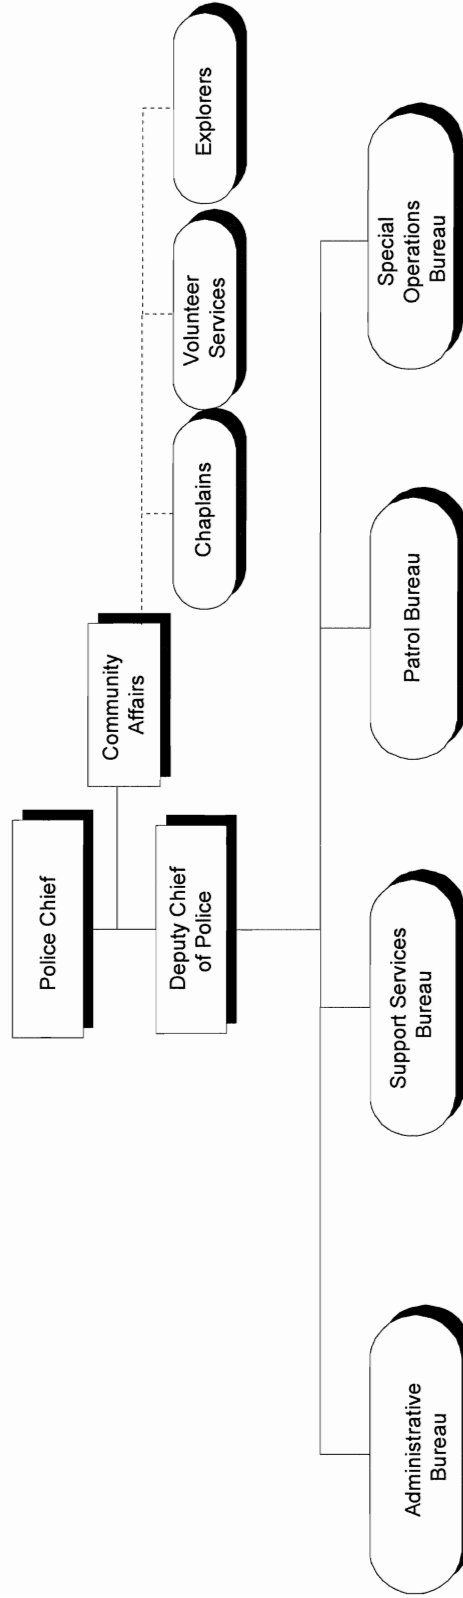 Police Chief
Community
Affairs
Deputy Chief
of Police
Chaplains
Volunteer
Services
Explorers
Administrative
Bureau
Support Services
Bureau
Patrol Bureau
Special
Operations
Bureau